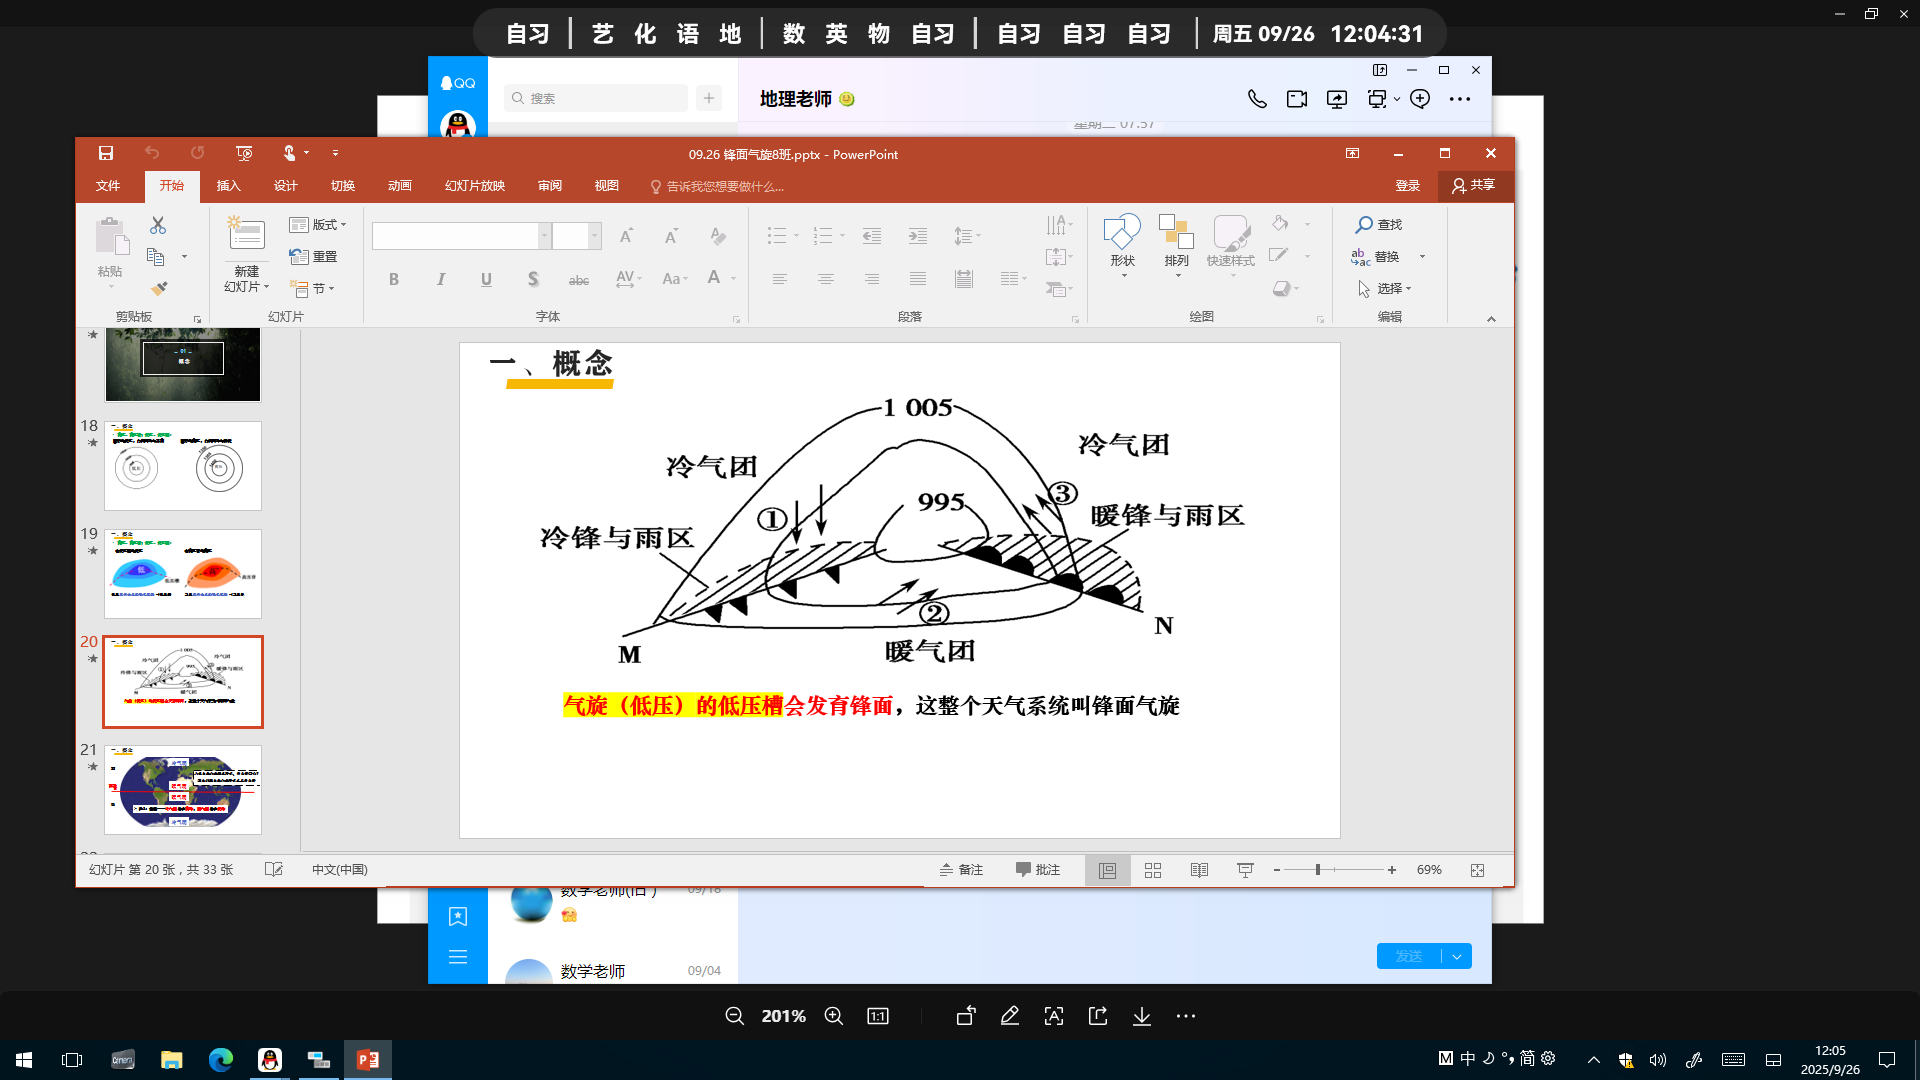 自习 艺 化 语 地 数 英 物 自习 自习 自习 自习 周五 09/26 12:04:31
QQ
搜索
地理老师
09.26 锋面气旋8班.pptx - PowerPoint
文件 开始 插入 设计 切换 动画 幻灯片放映 审阅 视图 告诉我您想要做什么... 登录 共享
粘贴
剪贴板
新建
幻灯片
版式
重置
节
幻灯片
B I U S abc AV Aa A
字体
段落
形状
排列
快速样式
绘图
查找
替换
选择
编辑
概念
18
19
20
21
一、概念
1 005
冷气团
冷气团
995
①
③
冷锋与雨区
暖锋与雨区
②
M
N
暖气团
气旋（低压）的低压槽会发育锋面，这整个天气系统叫锋面气旋
幻灯片 第 20 张，共 33 张 中文(中国) 备注 批注 69%
数学老师
09/04
发送
201%
1:1
中 简
12:05
2025/9/26